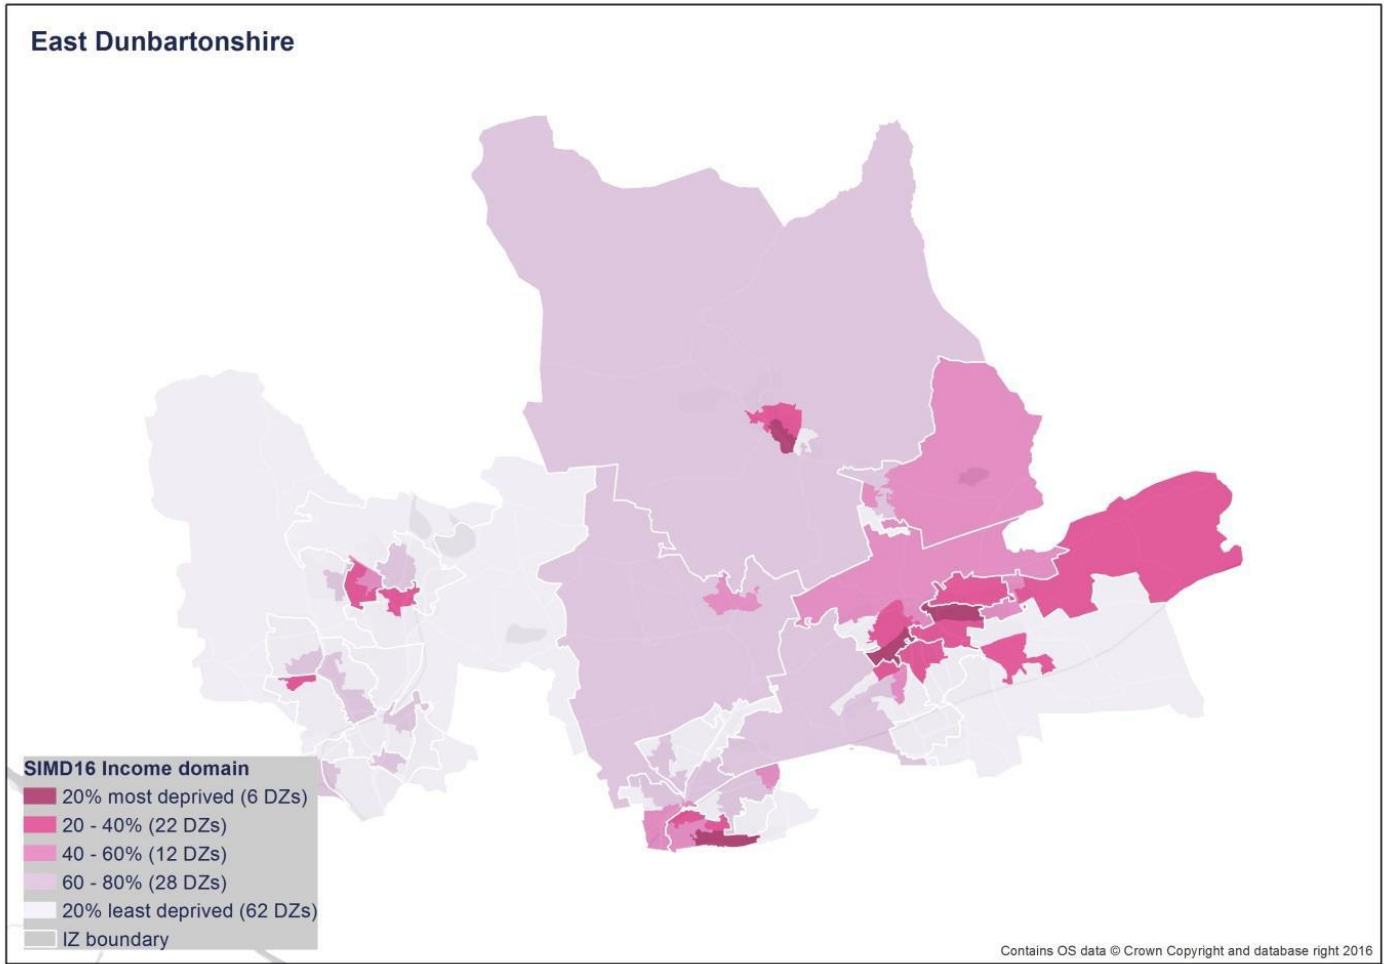 East Dunbartonshire
SIMD16 Income domain
20% most deprived (6 DZs)
20 - 40% (22 DZs)
40 - 60% (12 DZs)
60 - 80% (28 DZs)
20% least deprived (62 DZs)
IZ boundary
Contains OS data © Crown Copyright and database right 2016